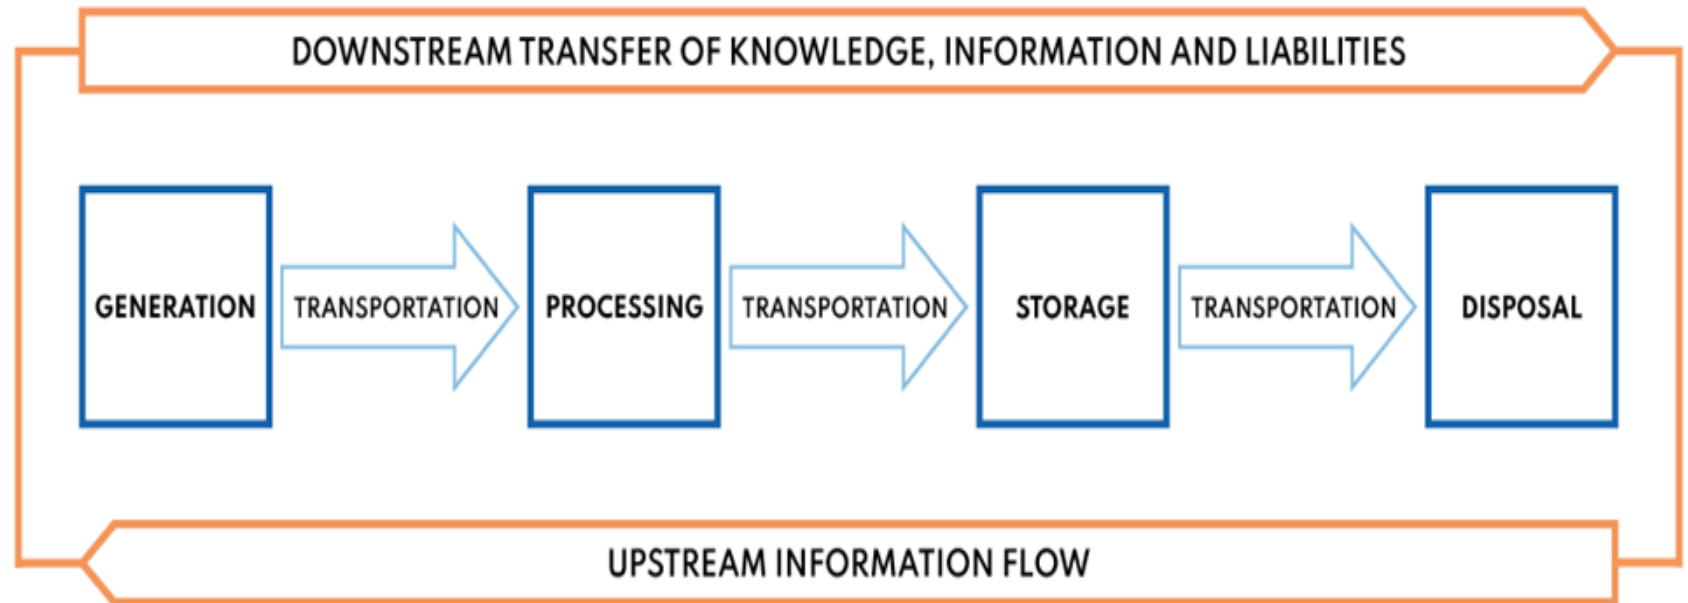 DOWNSTREAM TRANSFER OF KNOWLEDGE, INFORMATION AND LIABILITIES
GENERATION
TRANSPORTATION
PROCESSING
TRANSPORTATION
STORAGE
TRANSPORTATION
DISPOSAL
UPSTREAM INFORMATION FLOW